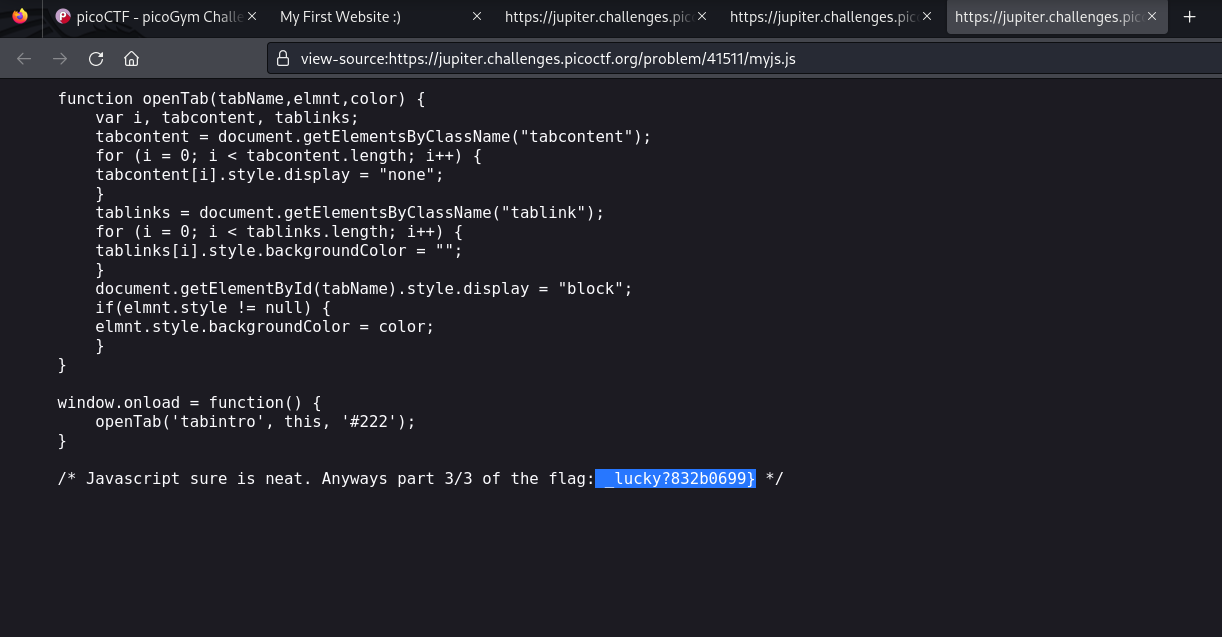 picoCTF - picoGym Challe
My First Website :)
https://jupiter.challenges.pic
https://jupiter.challenges.pic
https://jupiter.challenges.pic
view-source:https://jupiter.challenges.picoctf.org/problem/41511/myjs.js
function openTab(tabName,elmnt,color) {
    var i, tabcontent, tablinks;
    tabcontent = document.getElementsByClassName("tabcontent");
    for (i = 0; i < tabcontent.length; i++) {
    tabcontent[i].style.display = "none";
    }
    tablinks = document.getElementsByClassName("tablink");
    for (i = 0; i < tablinks.length; i++) {
    tablinks[i].style.backgroundColor = "";
    }
    document.getElementById(tabName).style.display = "block";
    if(elmnt.style != null) {
    elmnt.style.backgroundColor = color;
    }
}

window.onload = function() {
    openTab('tabintro', this, '#222');
}

/* Javascript sure is neat. Anyways part 3/3 of the flag: _lucky?832b0699} */